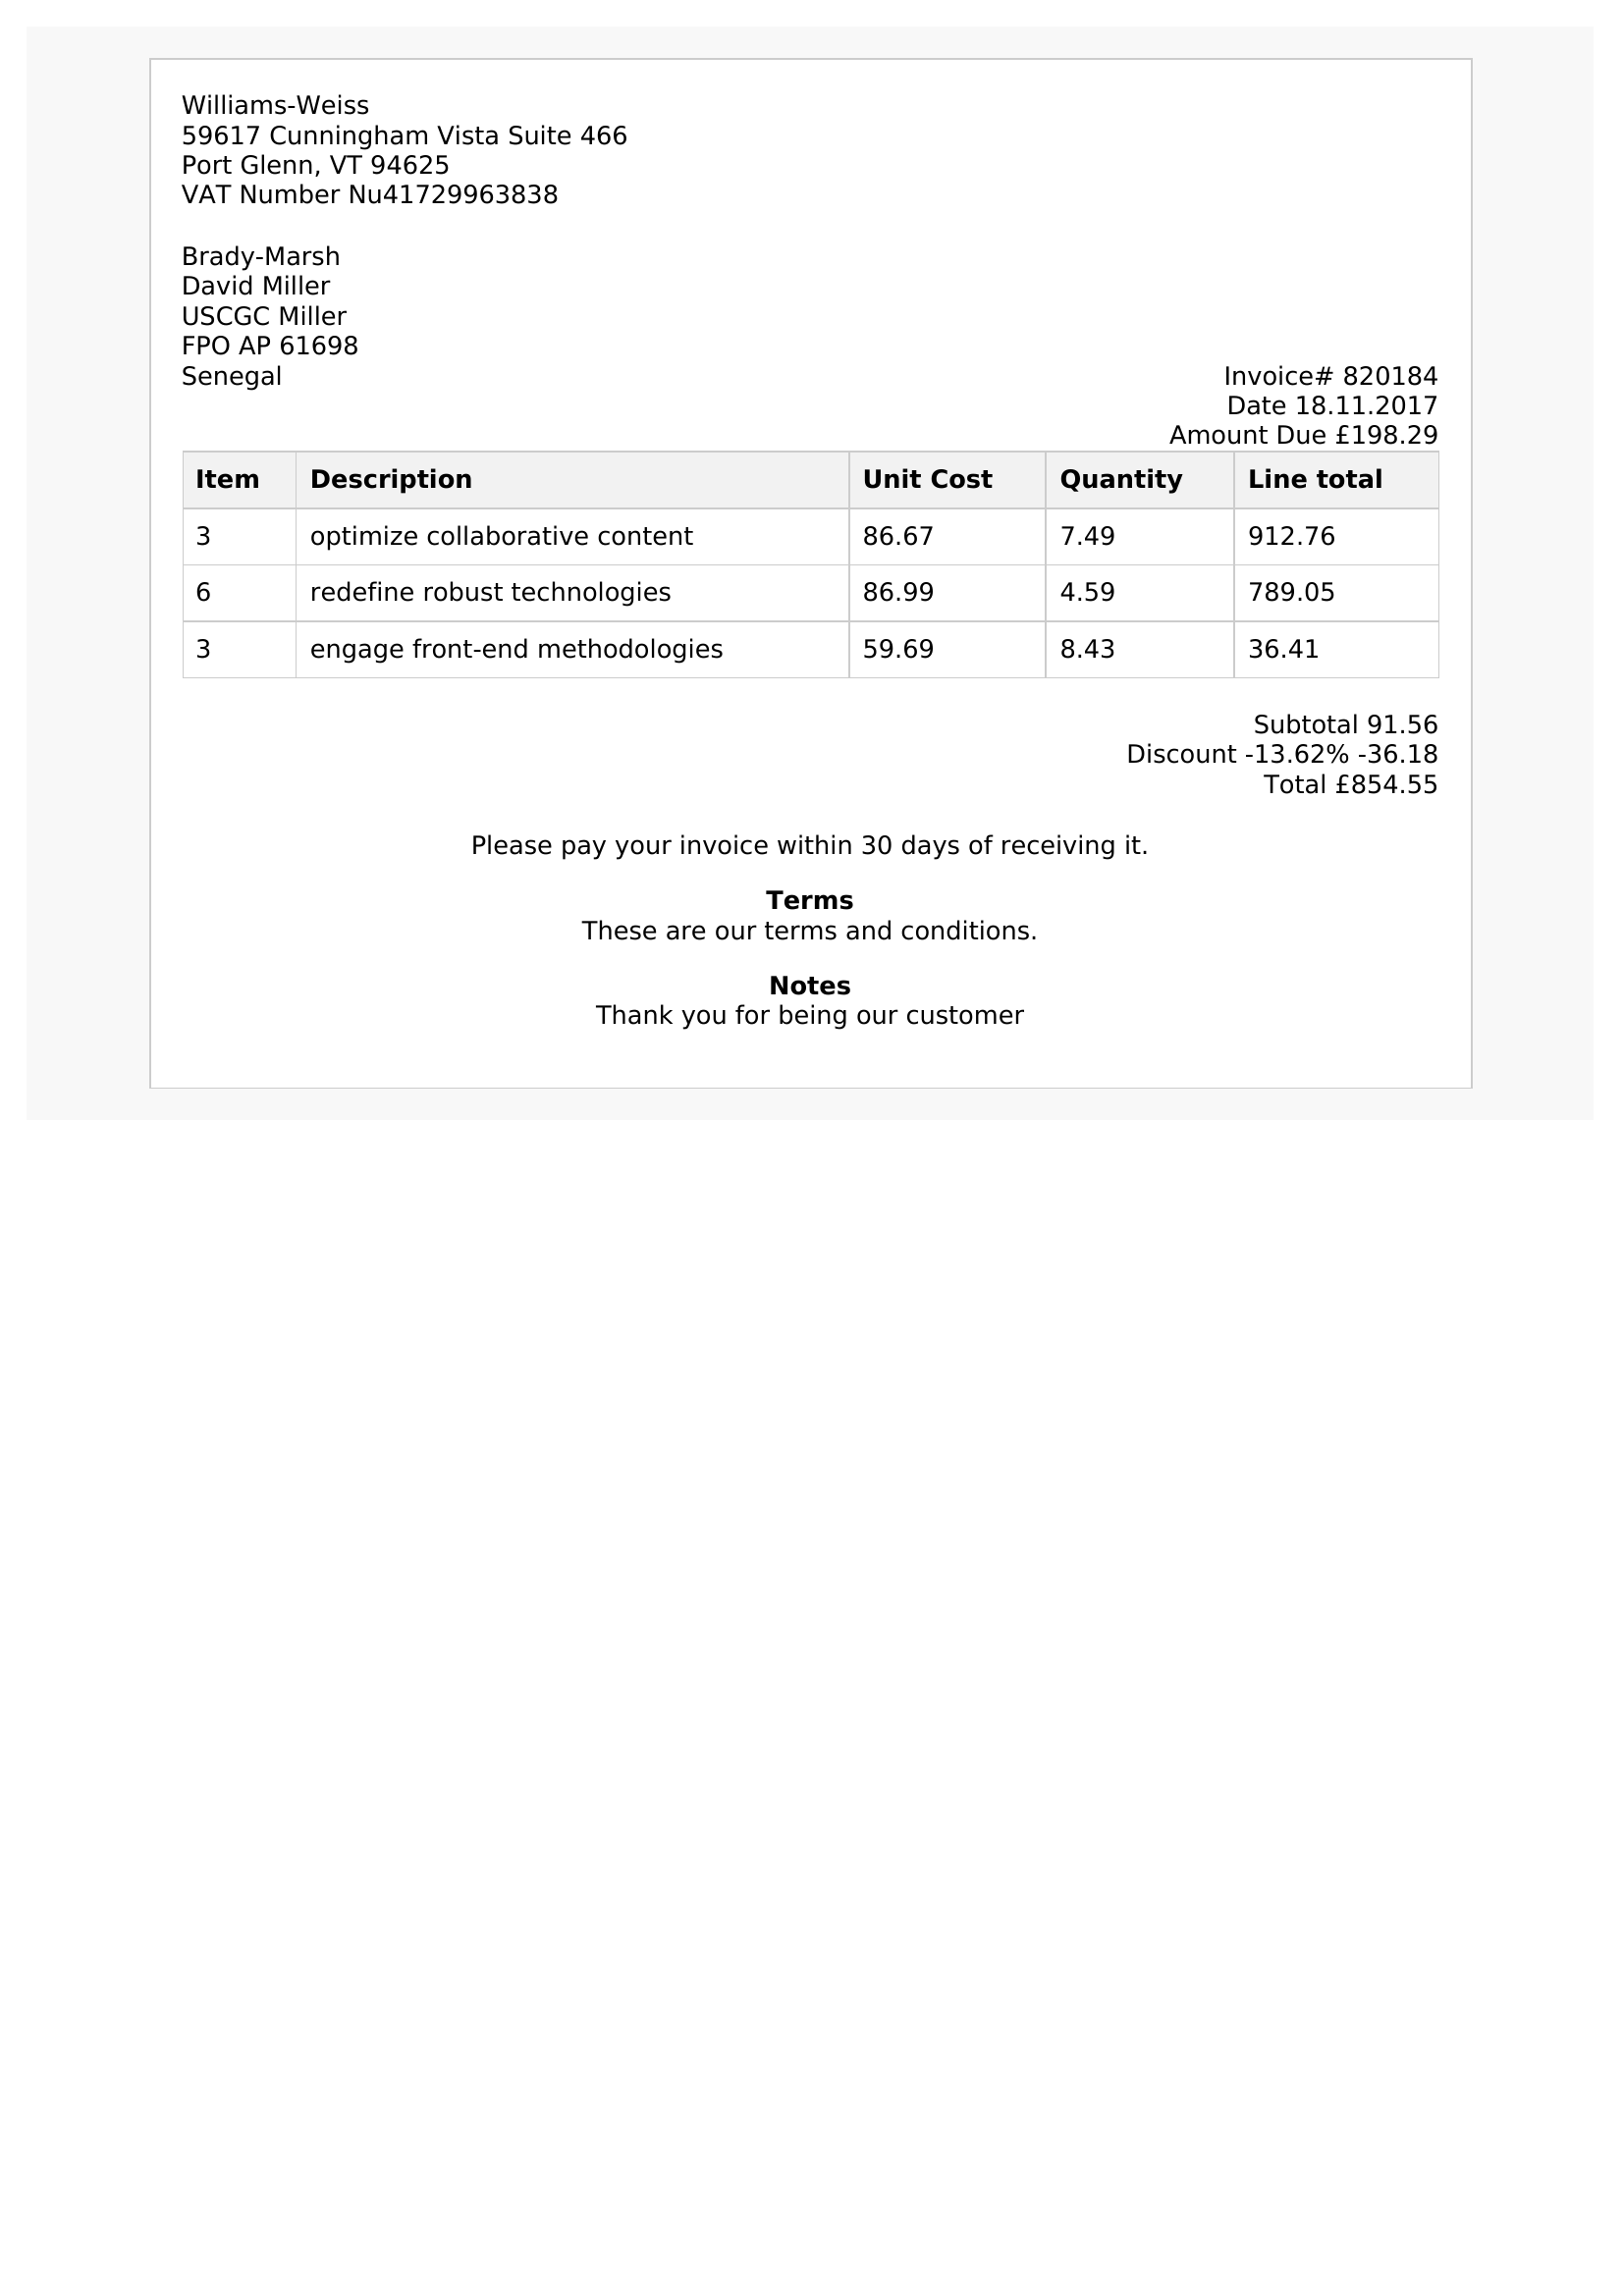 Williams-Weiss
59617 Cunningham Vista Suite 466
Port Glenn, VT 94625
VAT Number Nu41729963838
Brady-Marsh
David Miller
USCGC Miller
FPO AP 61698
Senegal
Invoice# 820184
Date 18.11.2017
Amount Due £198.29
Item Description Unit Cost Quantity Line total
3 optimize collaborative content 86.67 7.49 912.76
6 redefine robust technologies 86.99 4.59 789.05
3 engage front-end methodologies 59.69 8.43 36.41
Subtotal 91.56
Discount -13.62% -36.18
Total £854.55
Please pay your invoice within 30 days of receiving it.
Terms
These are our terms and conditions.
Notes
Thank you for being our customer